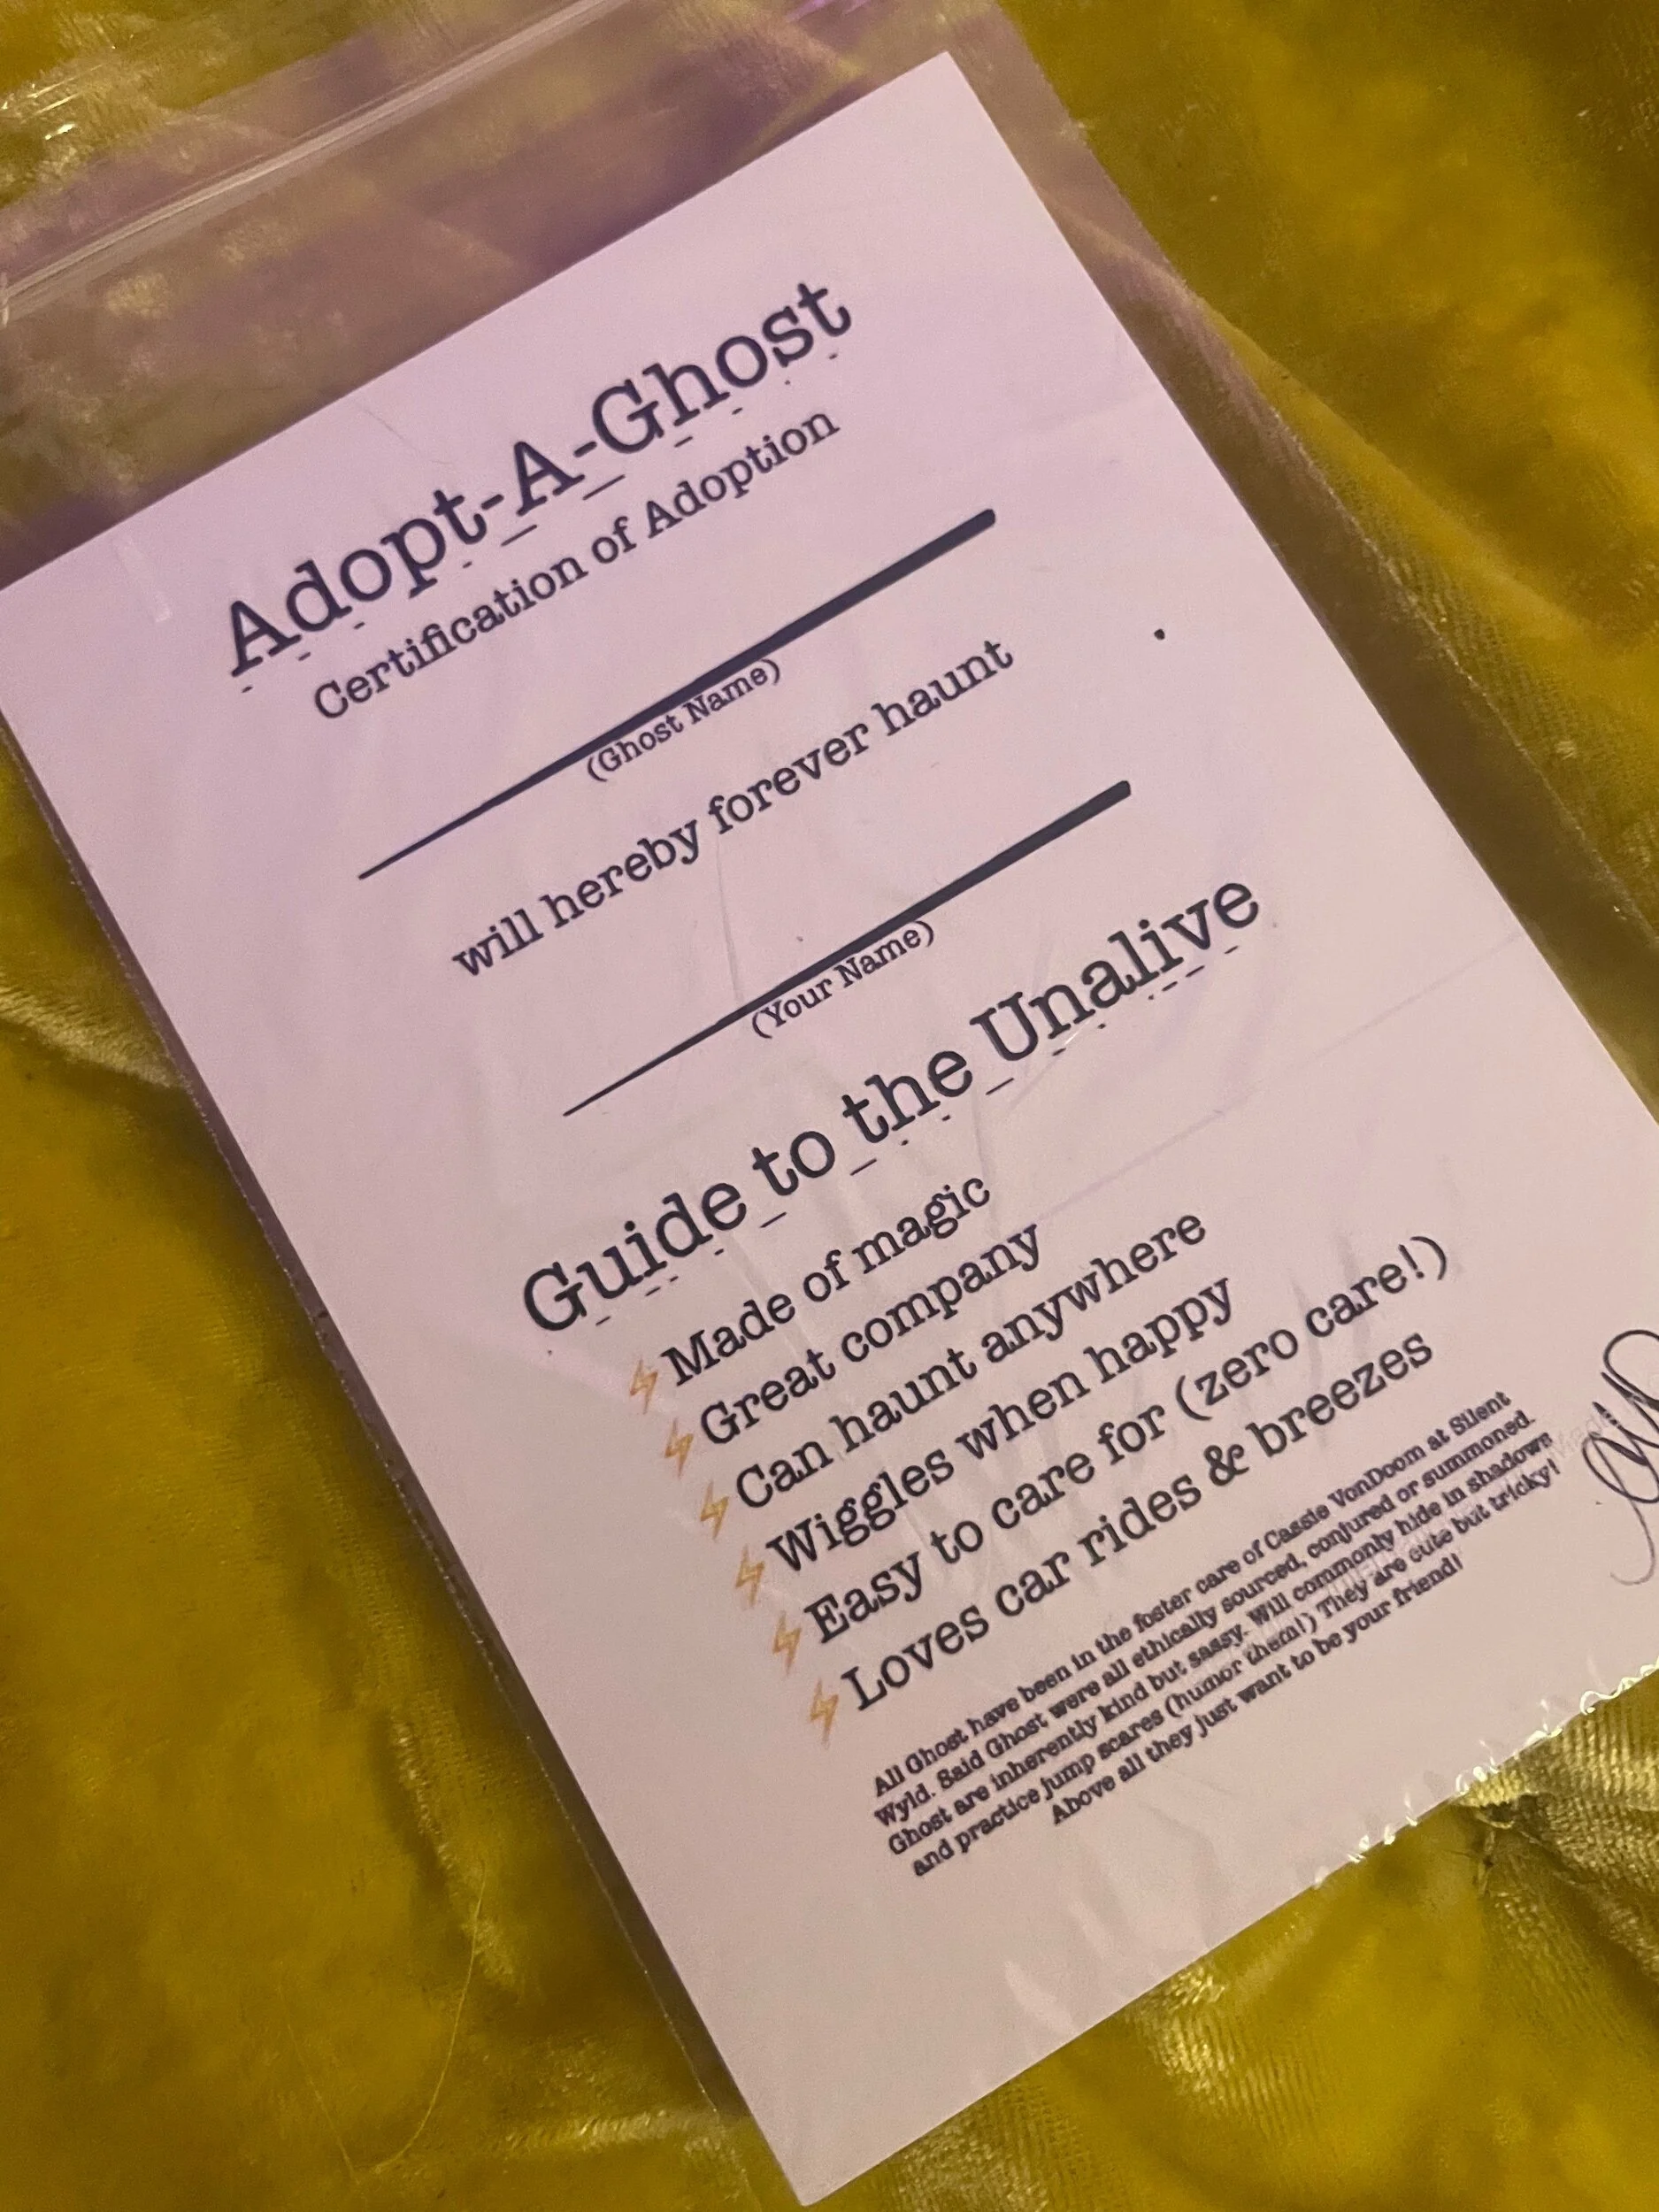 Adopt-A-Ghost
Certification of Adoption
(Ghost Name)
will hereby forever haunt
(Your Name)
Guide to the Unalive
Made of magic
Great company
Can haunt anywhere
Wiggles when happy
Easy to care for (zero care!)
Loves car rides & breezes
All Ghost have been in the foster care of Cassie VonDoom at Silent
Wyld. Said Ghost were all ethically sourced, conjured or summoned.
Ghost are inherently kind but sassy. Will commonly hide in shadows
and practice jump scares (humor them!) They are cute but tricky!
Above all they just want to be your friend!